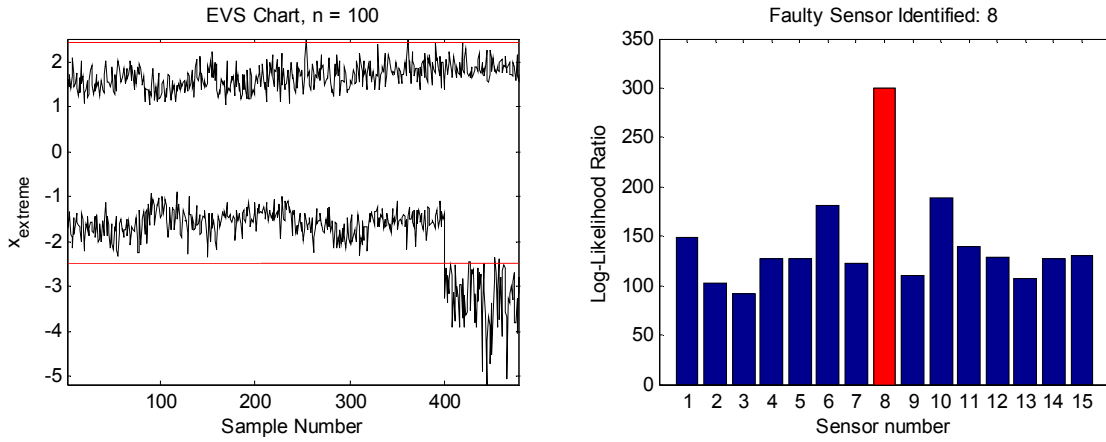 EVS Chart, n = 100
2
1
0
-1
-2
-3
-4
-5
x_extreme
100 200 300 400
Sample Number
Faulty Sensor Identified: 8
350
300
250
200
150
100
50
0
Log-Likelihood Ratio
1 2 3 4 5 6 7 8 9 10 11 12 13 14 15
Sensor number